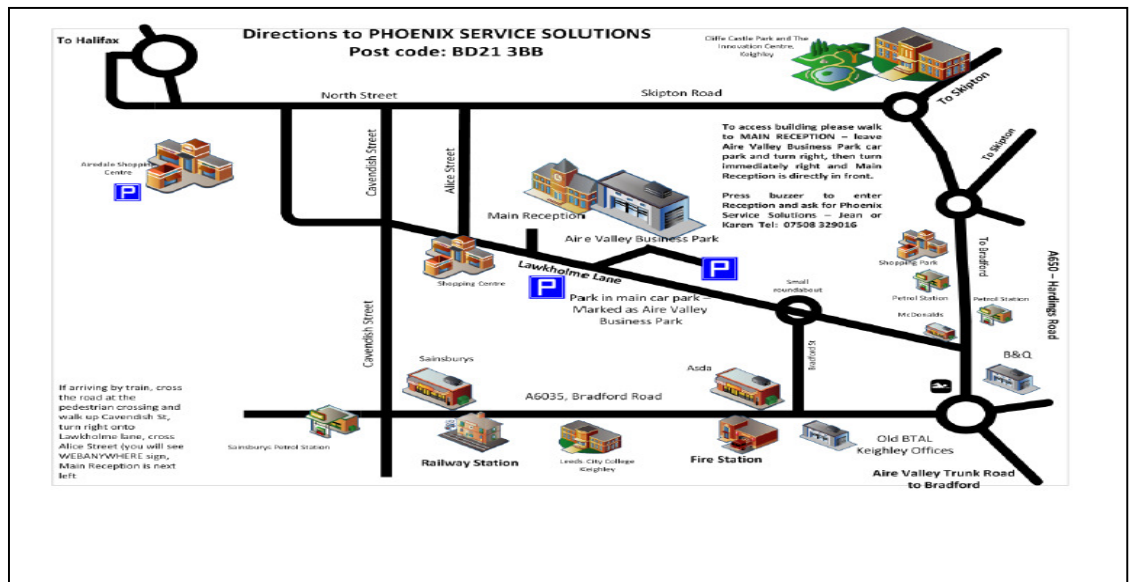 Directions to PHOENIX SERVICE SOLUTIONS
Post code: BD21 3BB
To Halifax
Cliffe Castle Park and The
Innovation Centre,
Keighley
North Street
Skipton Road
To Skipton
To access building please walk
to MAIN RECEPTION – leave
Aire Valley Business Park car
park and turn right, then turn
immediately right and Main
Reception is directly in front.
Press buzzer to enter
Reception and ask for Phoenix
Service Solutions – Jean or
Karen Tel: 07508 329016
To Skipton
Airedale Shopping
Centre
P
Cavendish Street
Alice Street
Main Reception
Aire Valley Business Park
P
Lawkholme Lane
P
Shopping Centre
Park in main car park –
Marked as Aire Valley
Business Park
Small
roundabout
To Bradford
A650 – Hardings Road
Shopping Park
Petrol Station
Petrol Station
McDonalds
B&Q
Cavendish Street
Bradford St
Sainsburys
Asda
If arriving by train, cross
the road at the
pedestrian crossing and
walk up Cavendish St,
turn right onto
Lawkholme lane, cross
Alice Street (you will see
WEBANYWHERE sign,
Main Reception is next
left
A6035, Bradford Road
Sainsburys Petrol Station
Railway Station
Leeds City College
Keighley
Fire Station
Old BTAL
Keighley Offices
Aire Valley Trunk Road
to Bradford